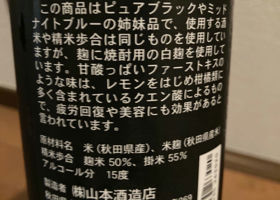 この商品はピュアブラックやミッド
ナイトブルーの姉妹品で、使用する酒
米や精米歩合は同じものを使用してい
ますが、麹に焼酎用の白麹を使用して
います。甘酸っぱいファーストキスの
ような味は、レモンをはじめ柑橘類に
多く含まれているクエン酸によるもの
で、疲労回復や美容にも効果があると
言われています。
原材料名 米(秋田県産)、米麹(秋田県産米)
精米歩合 麹米50%、掛米55%
アルコール分 15度
製造者 ㈱山本酒造店
秋田県